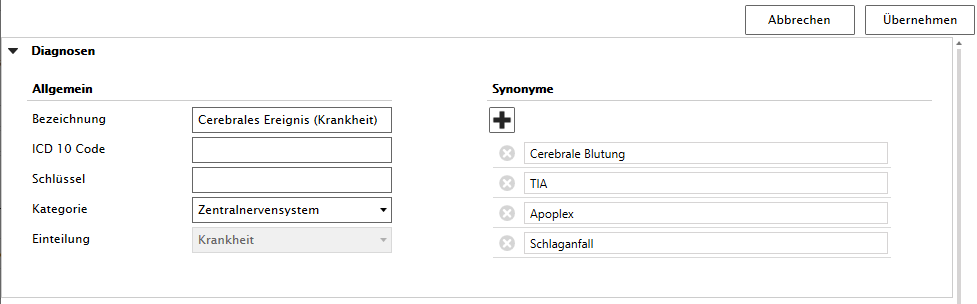 Abbrechen
Übernehmen
Diagnosen
Allgemein
Bezeichnung
Cerebrales Ereignis (Krankheit)
ICD 10 Code
Schlüssel
Kategorie
Zentralnervensystem
Einteilung
Krankheit
Synonyme
Cerebrale Blutung
TIA
Apoplex
Schlaganfall